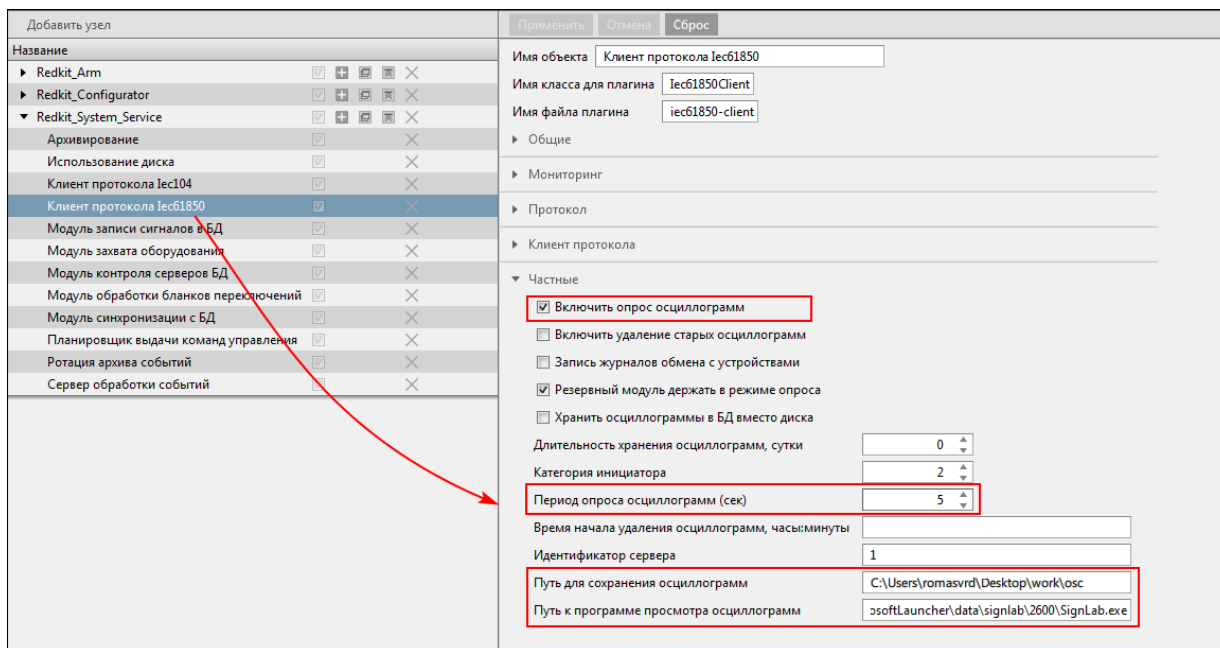 Добавить узел
Название
Redkit_Arm
Redkit_Configurator
Redkit_System_Service
Архивирование
Использование диска
Клиент протокола Iec104
Клиент протокола Iec61850
Модуль записи сигналов в БД
Модуль захвата оборудования
Модуль контроля серверов БД
Модуль обработки бланков переключений
Модуль синхронизации с БД
Планировщик выдачи команд управления
Ротация архива событий
Сервер обработки событий
Применить Отмена Сброс
Имя объекта Клиент протокола Iec61850
Имя класса для плагина Iec61850Client
Имя файла плагина iec61850-client
Общие
Мониторинг
Протокол
Клиент протокола
Частные
Включить опрос осциллограмм
Включить удаление старых осциллограмм
Запись журналов обмена с устройствами
Резервный модуль держать в режиме опроса
Хранить осциллограммы в БД вместо диска
Длительность хранения осциллограмм, сутки 0
Категория инициатора 2
Период опроса осциллограмм (сек) 5
Время начала удаления осциллограмм, часы:минуты
Идентификатор сервера 1
Путь для сохранения осциллограмм C:\Users\romasvrd\Desktop\work\osc
Путь к программе просмотра осциллограмм osoftLauncher\data\signlab\2600\SignLab.exe